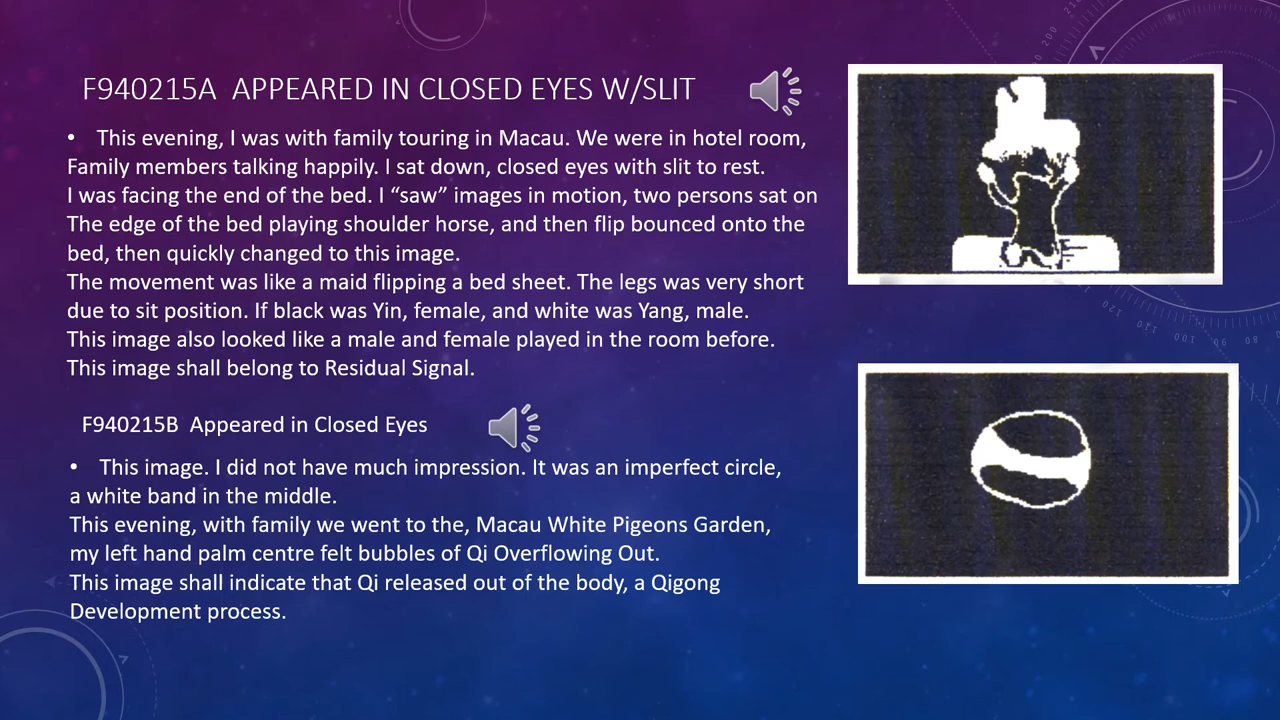 F940215A APPEARED IN CLOSED EYES W/SLIT
• This evening, I was with family touring in Macau. We were in hotel room,
Family members talking happily. I sat down, closed eyes with slit to rest.
I was facing the end of the bed. I “saw” images in motion, two persons sat on
The edge of the bed playing shoulder horse, and then flip bounced onto the
bed, then quickly changed to this image.
The movement was like a maid flipping a bed sheet. The legs was very short
due to sit position. If black was Yin, female, and white was Yang, male.
This image also looked like a male and female played in the room before.
This image shall belong to Residual Signal.
F940215B Appeared in Closed Eyes
• This image. I did not have much impression. It was an imperfect circle,
a white band in the middle.
This evening, with family we went to the, Macau White Pigeons Garden,
my left hand palm centre felt bubbles of Qi Overflowing Out.
This image shall indicate that Qi released out of the body, a Qigong
Development process.
200
210
120
110
100
90
80